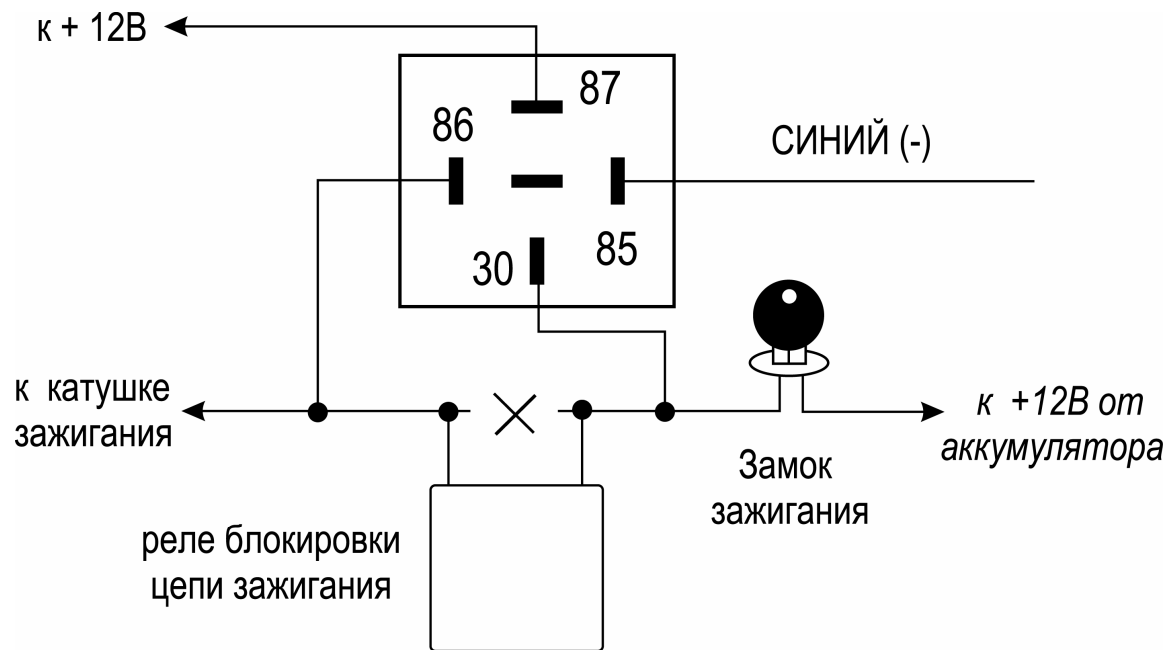 к + 12В
87
86
СИНИЙ (-)
85
30
к катушке
зажигания
к +12В от
аккумулятора
Замок
зажигания
реле блокировки
цепи зажигания